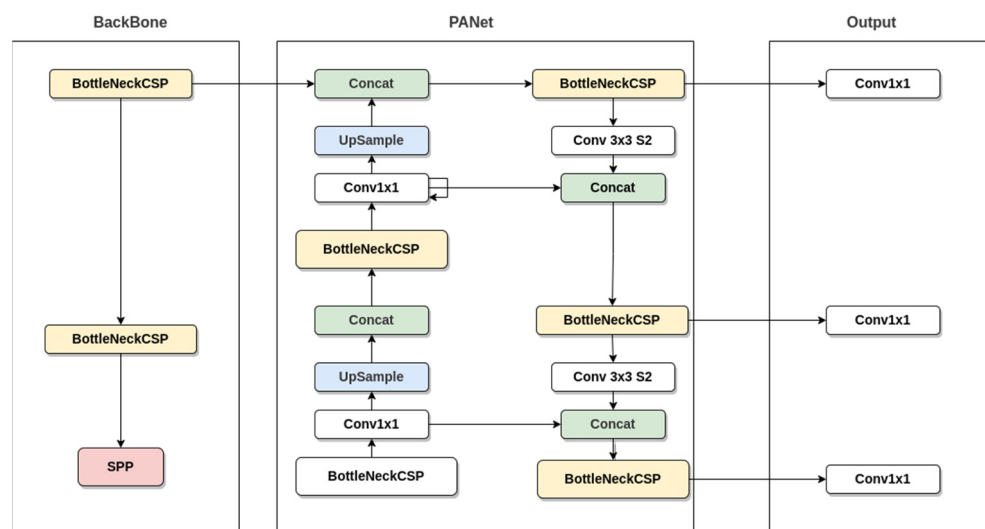 BackBone
PANet
Output
BottleNeckCSP
Concat
BottleNeckCSP
Conv1x1
UpSample
Conv 3x3 S2
Conv1x1
Concat
BottleNeckCSP
Concat
BottleNeckCSP
Conv1x1
BottleNeckCSP
UpSample
Conv 3x3 S2
Conv1x1
Concat
SPP
BottleNeckCSP
BottleNeckCSP
Conv1x1